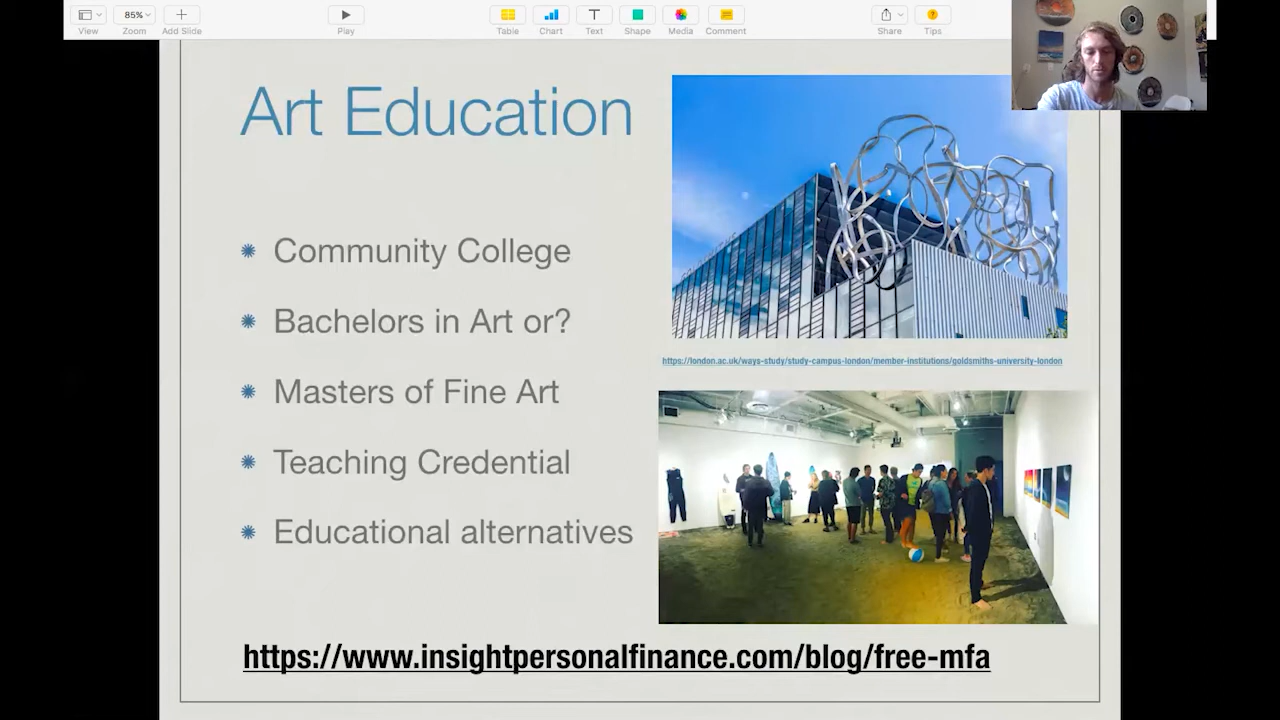 85%
View
Zoom
Add Slide
Play
Table
Chart
Text
Shape
Media
Comment
Share
Tips
Art Education
Community College
Bachelors in Art or?
Masters of Fine Art
Teaching Credential
Educational alternatives
https://london.ac.uk/ways-study/study-campus-london/member-institutions/goldsmiths-university-london
https://www.insightpersonalfinance.com/blog/free-mfa